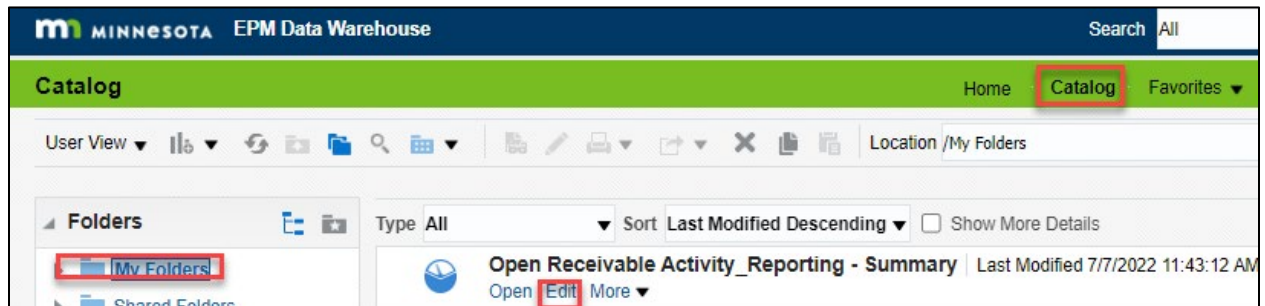 MINNESOTA EPM Data Warehouse Search All
Catalog Home Catalog Favorites
User View Location /My Folders
Folders Type All Sort Last Modified Descending Show More Details
My Folders Open Receivable Activity_Reporting - Summary Last Modified 7/7/2022 11:43:12 AM
Shared Folders Open Edit More